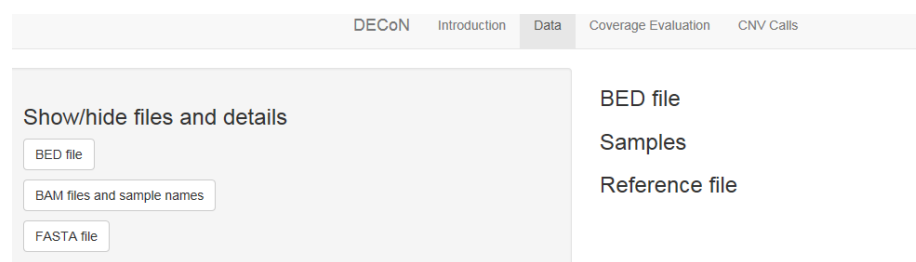 DECoN Introduction Data Coverage Evaluation CNV Calls
Show/hide files and details
BED file
BAM files and sample names
FASTA file
BED file
Samples
Reference file